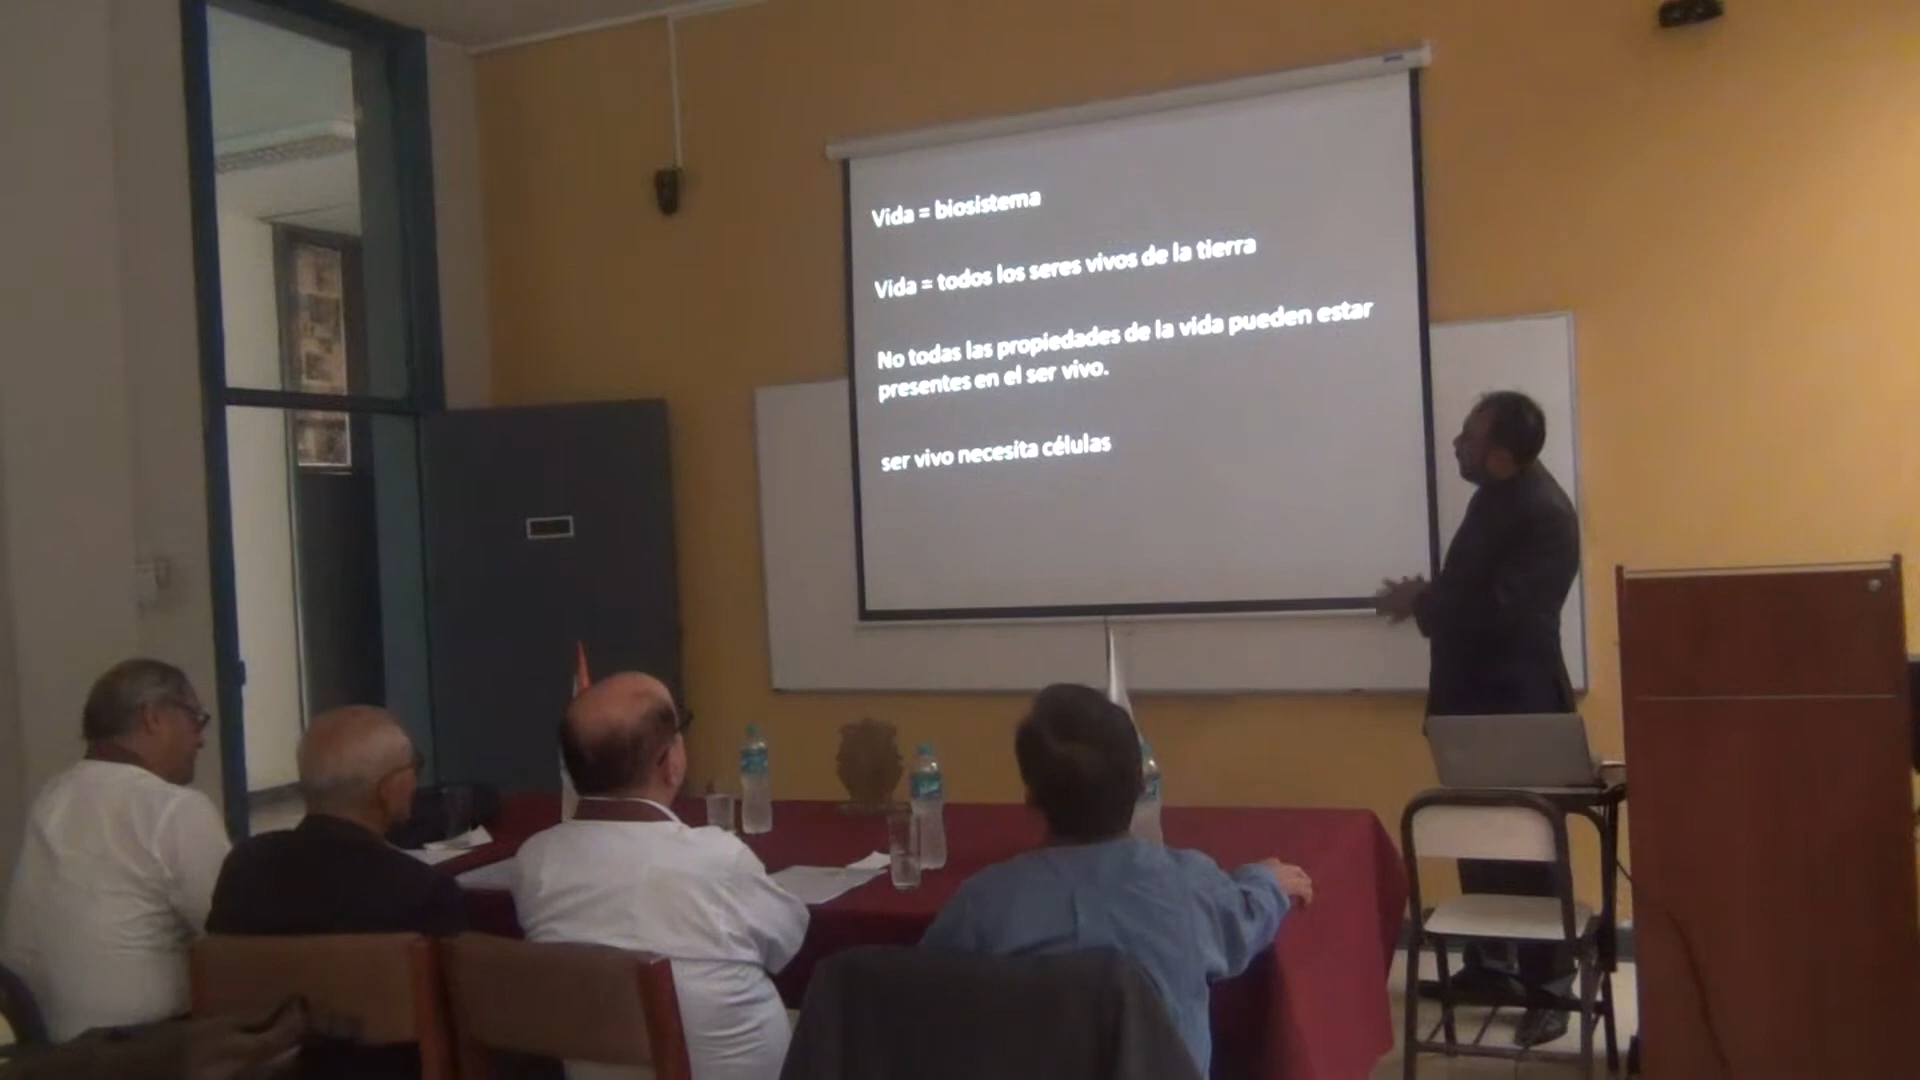 Vida = biosistema
Vida = todos los seres vivos de la tierra
No todas las propiedades de la vida pueden estar
presentes en el ser vivo.
ser vivo necesita células